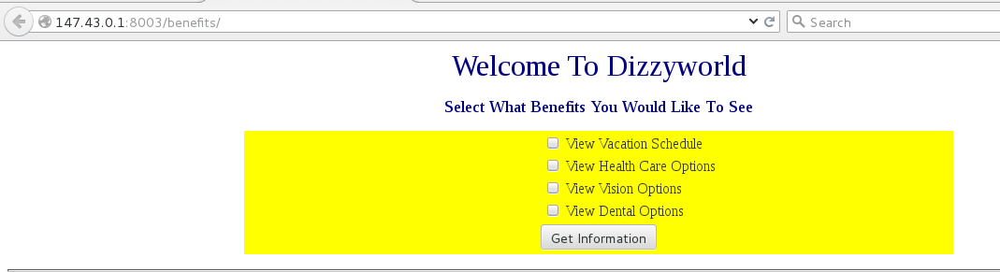 147.43.0.1:8003/benefits/
Search
Welcome To Dizzyworld
Select What Benefits You Would Like To See
View Vacation Schedule
View Health Care Options
View Vision Options
View Dental Options
Get Information